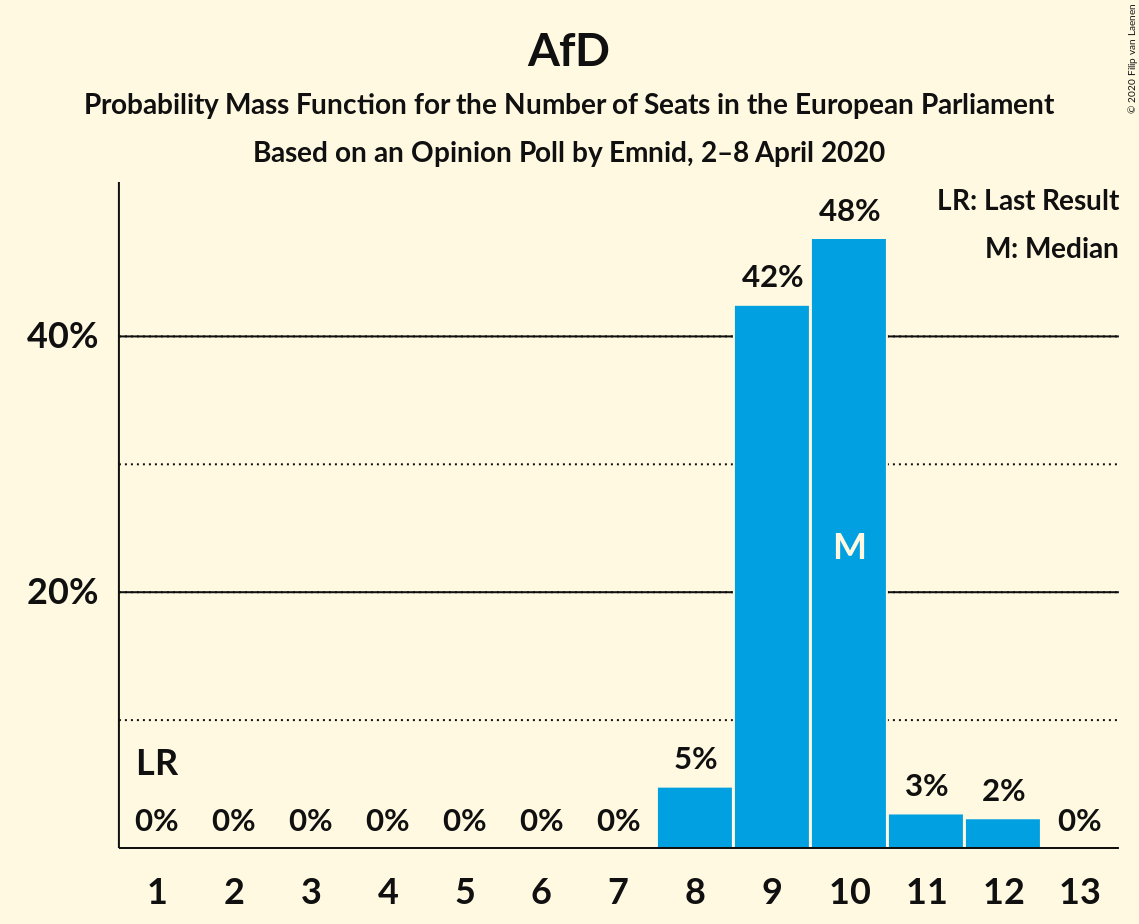 AfD
Probability Mass Function for the Number of Seats in the European Parliament
Based on an Opinion Poll by Emnid, 2–8 April 2020
© 2020 Filip van Laenen
LR: Last Result
M: Median
48%
42%
40%
M
20%
LR
5%
3%
2%
0% 0% 0% 0% 0% 0% 0% 0%
1 2 3 4 5 6 7 8 9 10 11 12 13